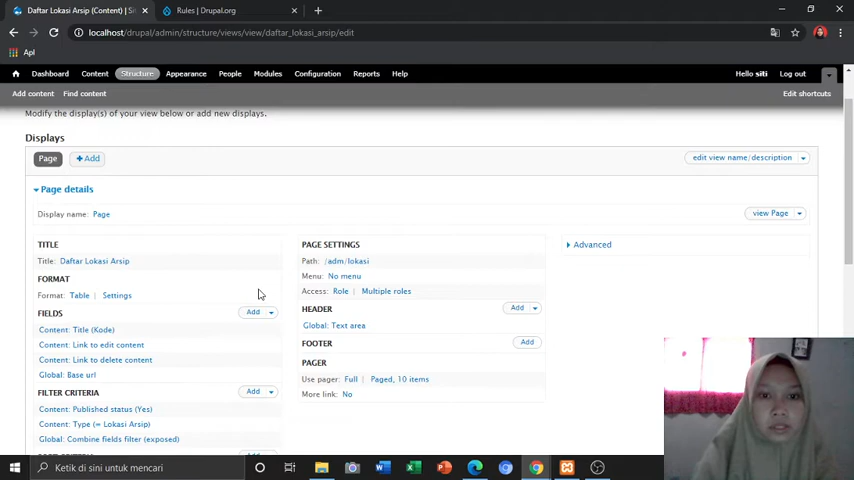 Daftar Lokasi Arsip (Content) | Si
Rules | Drupal.org
localhost/drupal/admin/structure/views/view/daftar_lokasi_arsip/edit
Apl
Dashboard Content Structure Appearance People Modules Configuration Reports Help
Hello siti Log out
Add content Find content
Edit shortcuts
Modify the display(s) of your view below or add new displays.
Displays
Page + Add
edit view name/description
Page details
Display name: Page
view Page
TITLE
Title: Daftar Lokasi Arsip
FORMAT
Format: Table | Settings
FIELDS
Add
Content: Title (Kode)
Content: Link to edit content
Content: Link to delete content
Global: Base url
FILTER CRITERIA
Add
Content: Published status (Yes)
Content: Type (= Lokasi Arsip)
Global: Combine fields filter (exposed)
PAGE SETTINGS
Path: /adm/lokasi
Menu: No menu
Access: Role | Multiple roles
HEADER
Add
Global: Text area
FOOTER
Add
PAGER
Use pager: Full | Paged, 10 items
More link: No
Advanced
Ketik di sini untuk mencari